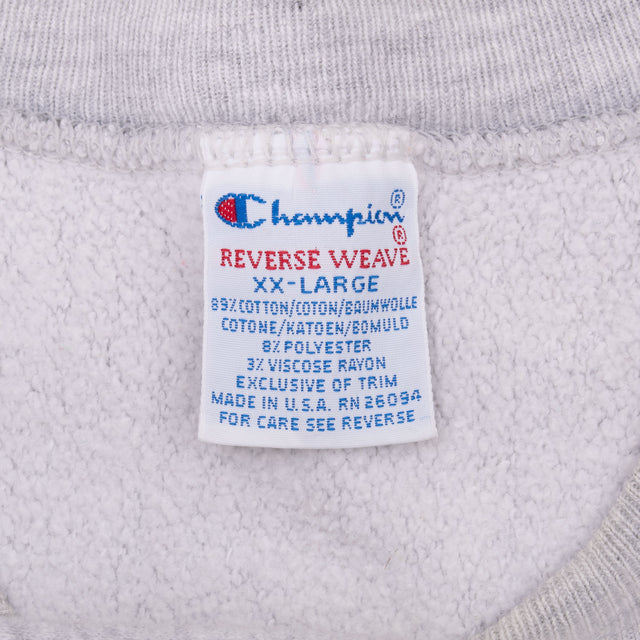 Champion®
REVERSE WEAVE®
XX-LARGE
89% COTTON/COTON/BAUMWOLLE
COTONE/KATOEN/BOMULD
8% POLYESTER
3% VISCOSE RAYON
EXCLUSIVE OF TRIM
MADE IN U.S.A. RN 26094
FOR CARE SEE REVERSE